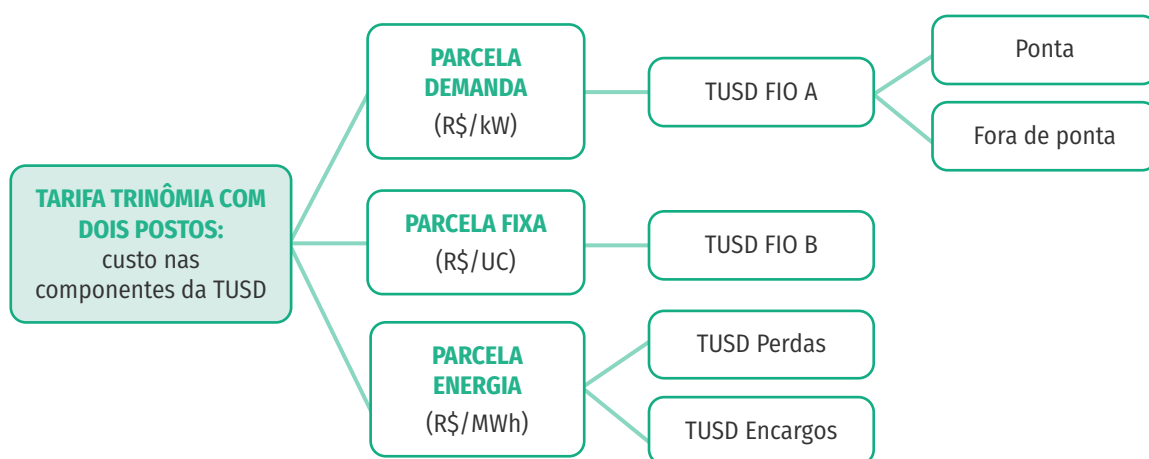 TARIFA TRINÔMIA COM
DOIS POSTOS:
custo nas
componentes da TUSD
PARCELA
DEMANDA
(R$/kW)
TUSD FIO A
Ponta
Fora de ponta
PARCELA FIXA
(R$/UC)
TUSD FIO B
PARCELA
ENERGIA
(R$/MWh)
TUSD Perdas
TUSD Encargos